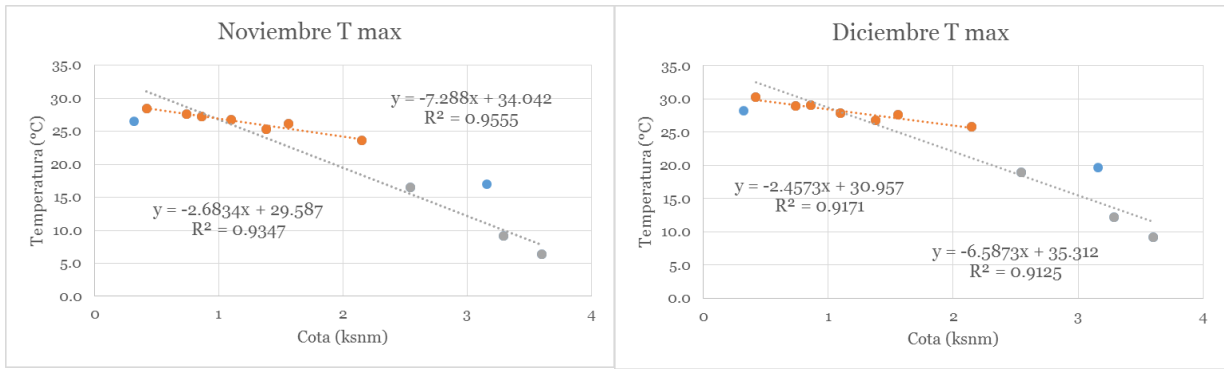 Noviembre T max
35.0
30.0
25.0
20.0
15.0
10.0
5.0
0.0
Temperatura (°C)
y = -7.288x + 34.042
R² = 0.9555
y = -2.6834x + 29.587
R² = 0.9347
0 1 2 3 4
Cota (ksnm)
Diciembre T max
35.0
30.0
25.0
20.0
15.0
10.0
5.0
0.0
Temperatura (°C)
y = -2.4573x + 30.957
R² = 0.9171
y = -6.5873x + 35.312
R² = 0.9125
0 1 2 3 4
Cota (ksnm)